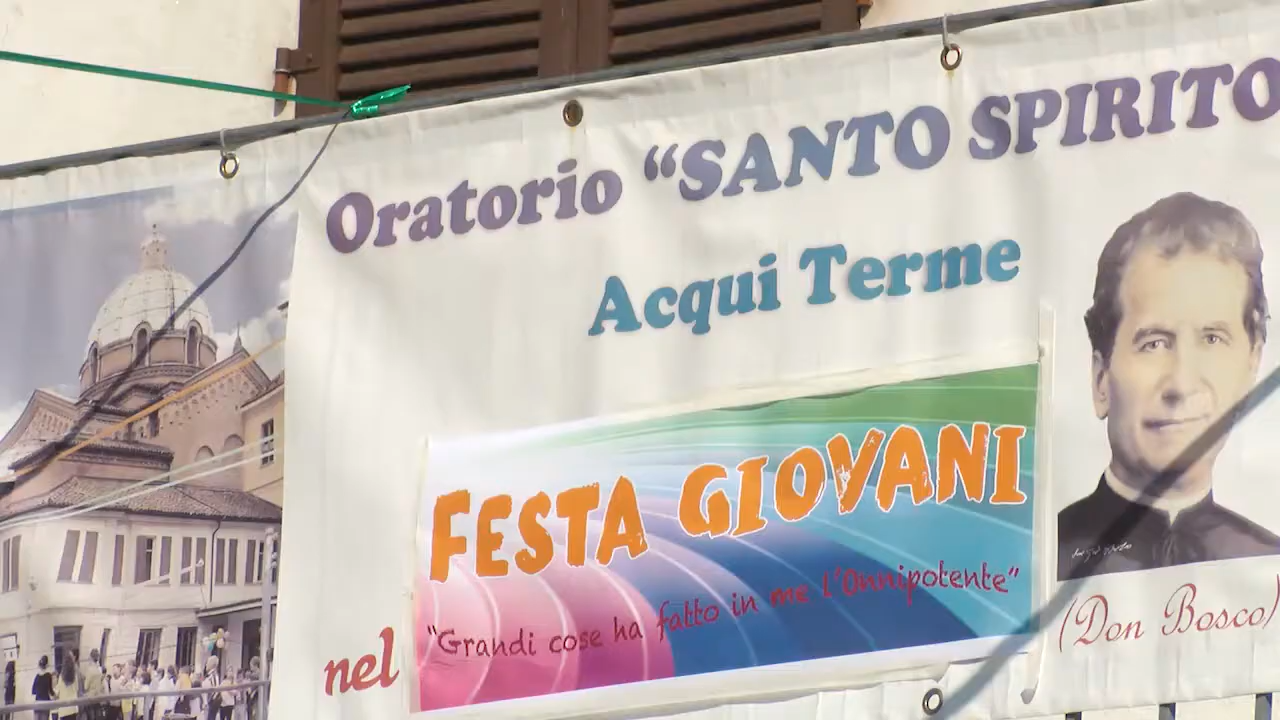 Oratorio “SANTO SPIRITO
Acqui Terme
FESTA GIOVANI
"Grandi cose ha fatto in me l'Onnipotente"
nel
(Don Bosco)